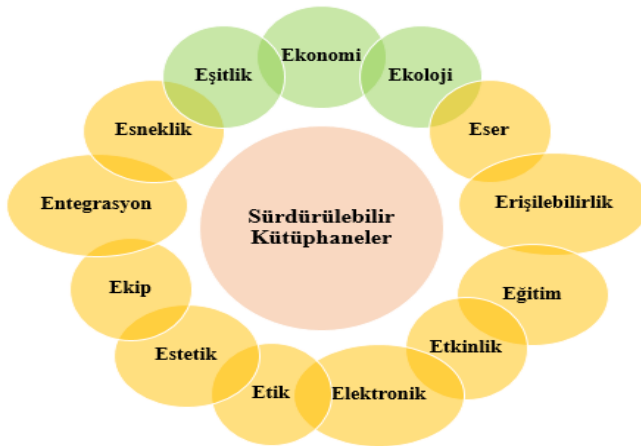 Ekonomi
Ekoloji
Eser
Erişilebilirlik
Eğitim
Etkinlik
Elektronik
Etik
Estetik
Ekip
Entegrasyon
Esneklik
Eşitlik
Sürdürülebilir
Kütüphaneler